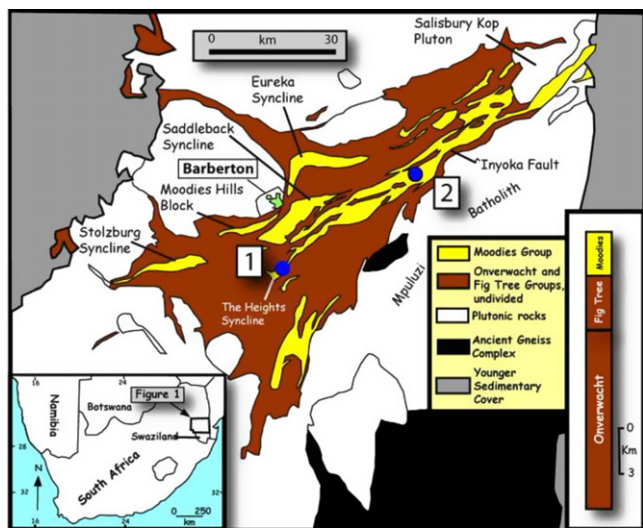 Salisbury Kop
Pluton
0 30
km
Eureka
Syncline
Saddleback
Syncline
Barberton
Moodies Hills
Block
Stolzburg
Syncline
Inyoka Fault
2
Batholith
1
The Heights
Syncline
Mpuluzi
Moodies Group
Onverwacht and
Fig Tree Groups,
undivided
Plutonic rocks
Ancient Gneiss
Complex
Younger
Sedimentary
Cover
Moodies
Fig Tree
Onverwacht
0
Km
3
16
24
Figure 1
Namibia
Botswana
Swaziland
28
28
South Africa
N
32
32
16
24
0 250
km